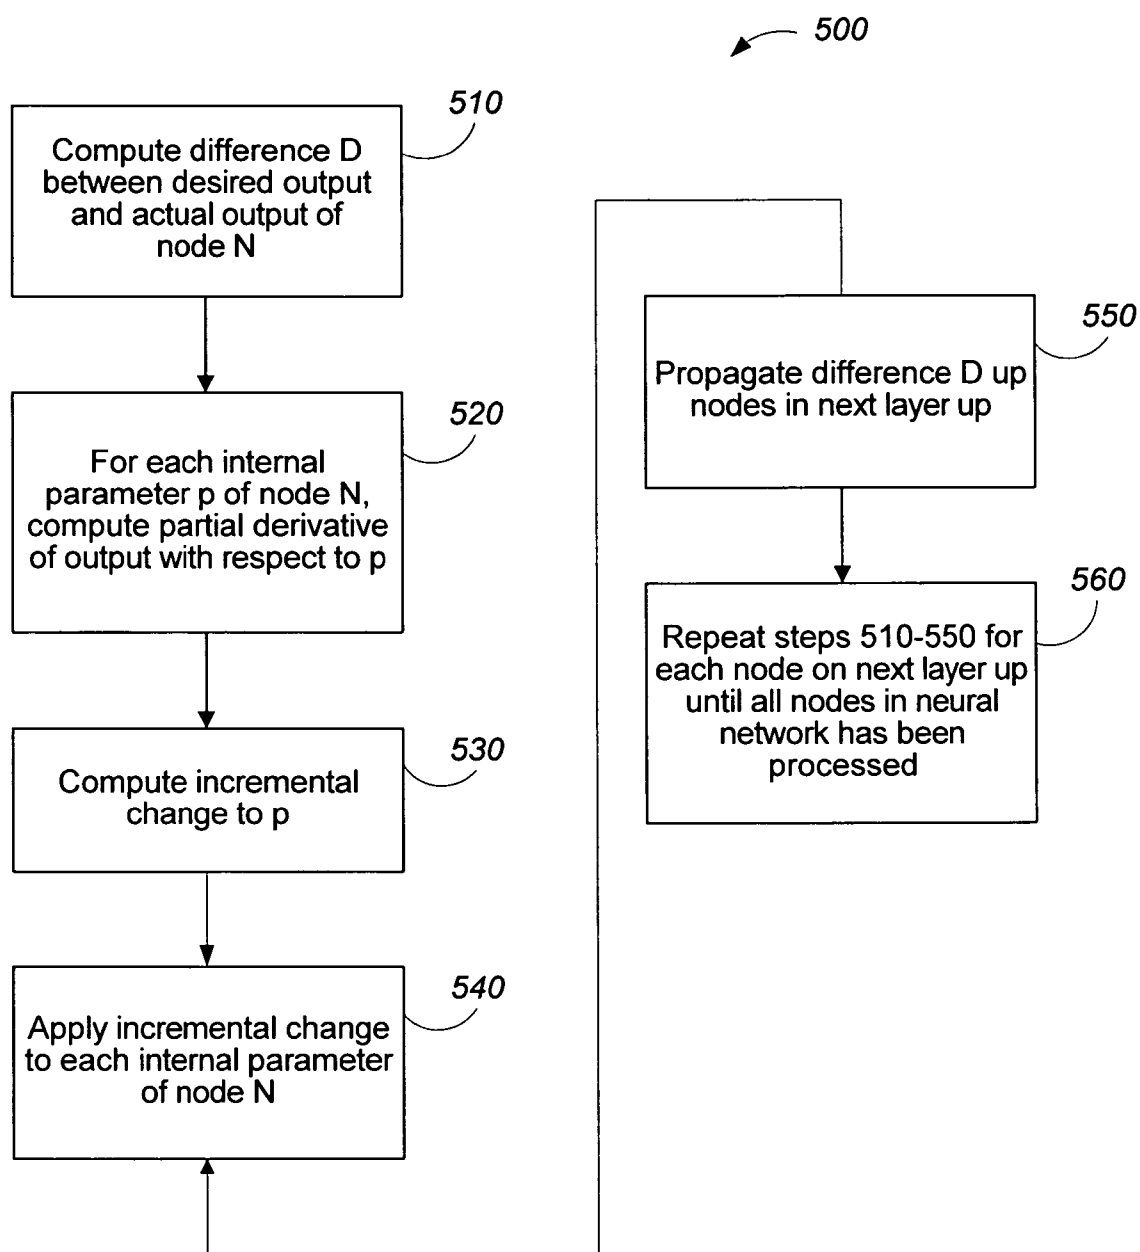 500
510
Compute difference D
between desired output
and actual output of
node N
520
For each internal
parameter p of node N,
compute partial derivative
of output with respect to p
530
Compute incremental
change to p
540
Apply incremental change
to each internal parameter
of node N
550
Propagate difference D up
nodes in next layer up
560
Repeat steps 510-550 for
each node on next layer up
until all nodes in neural
network has been
processed